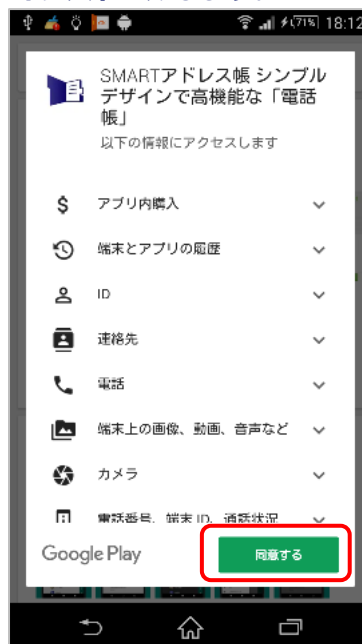 71% 18:12
SMARTアドレス帳 シンプル
デザインで高機能な「電話
帳」
以下の情報にアクセスします
アプリ内購入
端末とアプリの履歴
ID
連絡先
電話
端末上の画像、動画、音声など
カメラ
電話番号、端末 ID、通話状況
Google Play
同意する